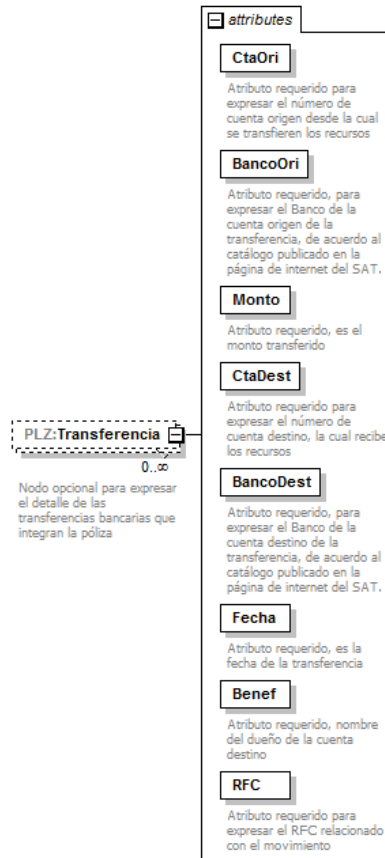 attributes
CtaOri
Atributo requerido para
expresar el número de
cuenta origen desde la cual
se transfieren los recursos
BancoOri
Atributo requerido, para
expresar el Banco de la
cuenta origen de la
transferencia, de acuerdo al
catálogo publicado en la
página de internet del SAT.
Monto
Atributo requerido, es el
monto transferido
CtaDest
Atributo requerido para
expresar el número de
cuenta destino, la cual recibe
los recursos
PLZ:Transferencia
0..∞
Nodo opcional para expresar
el detalle de las
transferencias bancarias que
integran la póliza
BancoDest
Atributo requerido, para
expresar el Banco de la
cuenta destino de la
transferencia, de acuerdo al
catálogo publicado en la
página de internet del SAT.
Fecha
Atributo requerido, es la
fecha de la transferencia
Benef
Atributo requerido, nombre
del dueño de la cuenta
destino
RFC
Atributo requerido para
expresar el RFC relacionado
con el movimiento